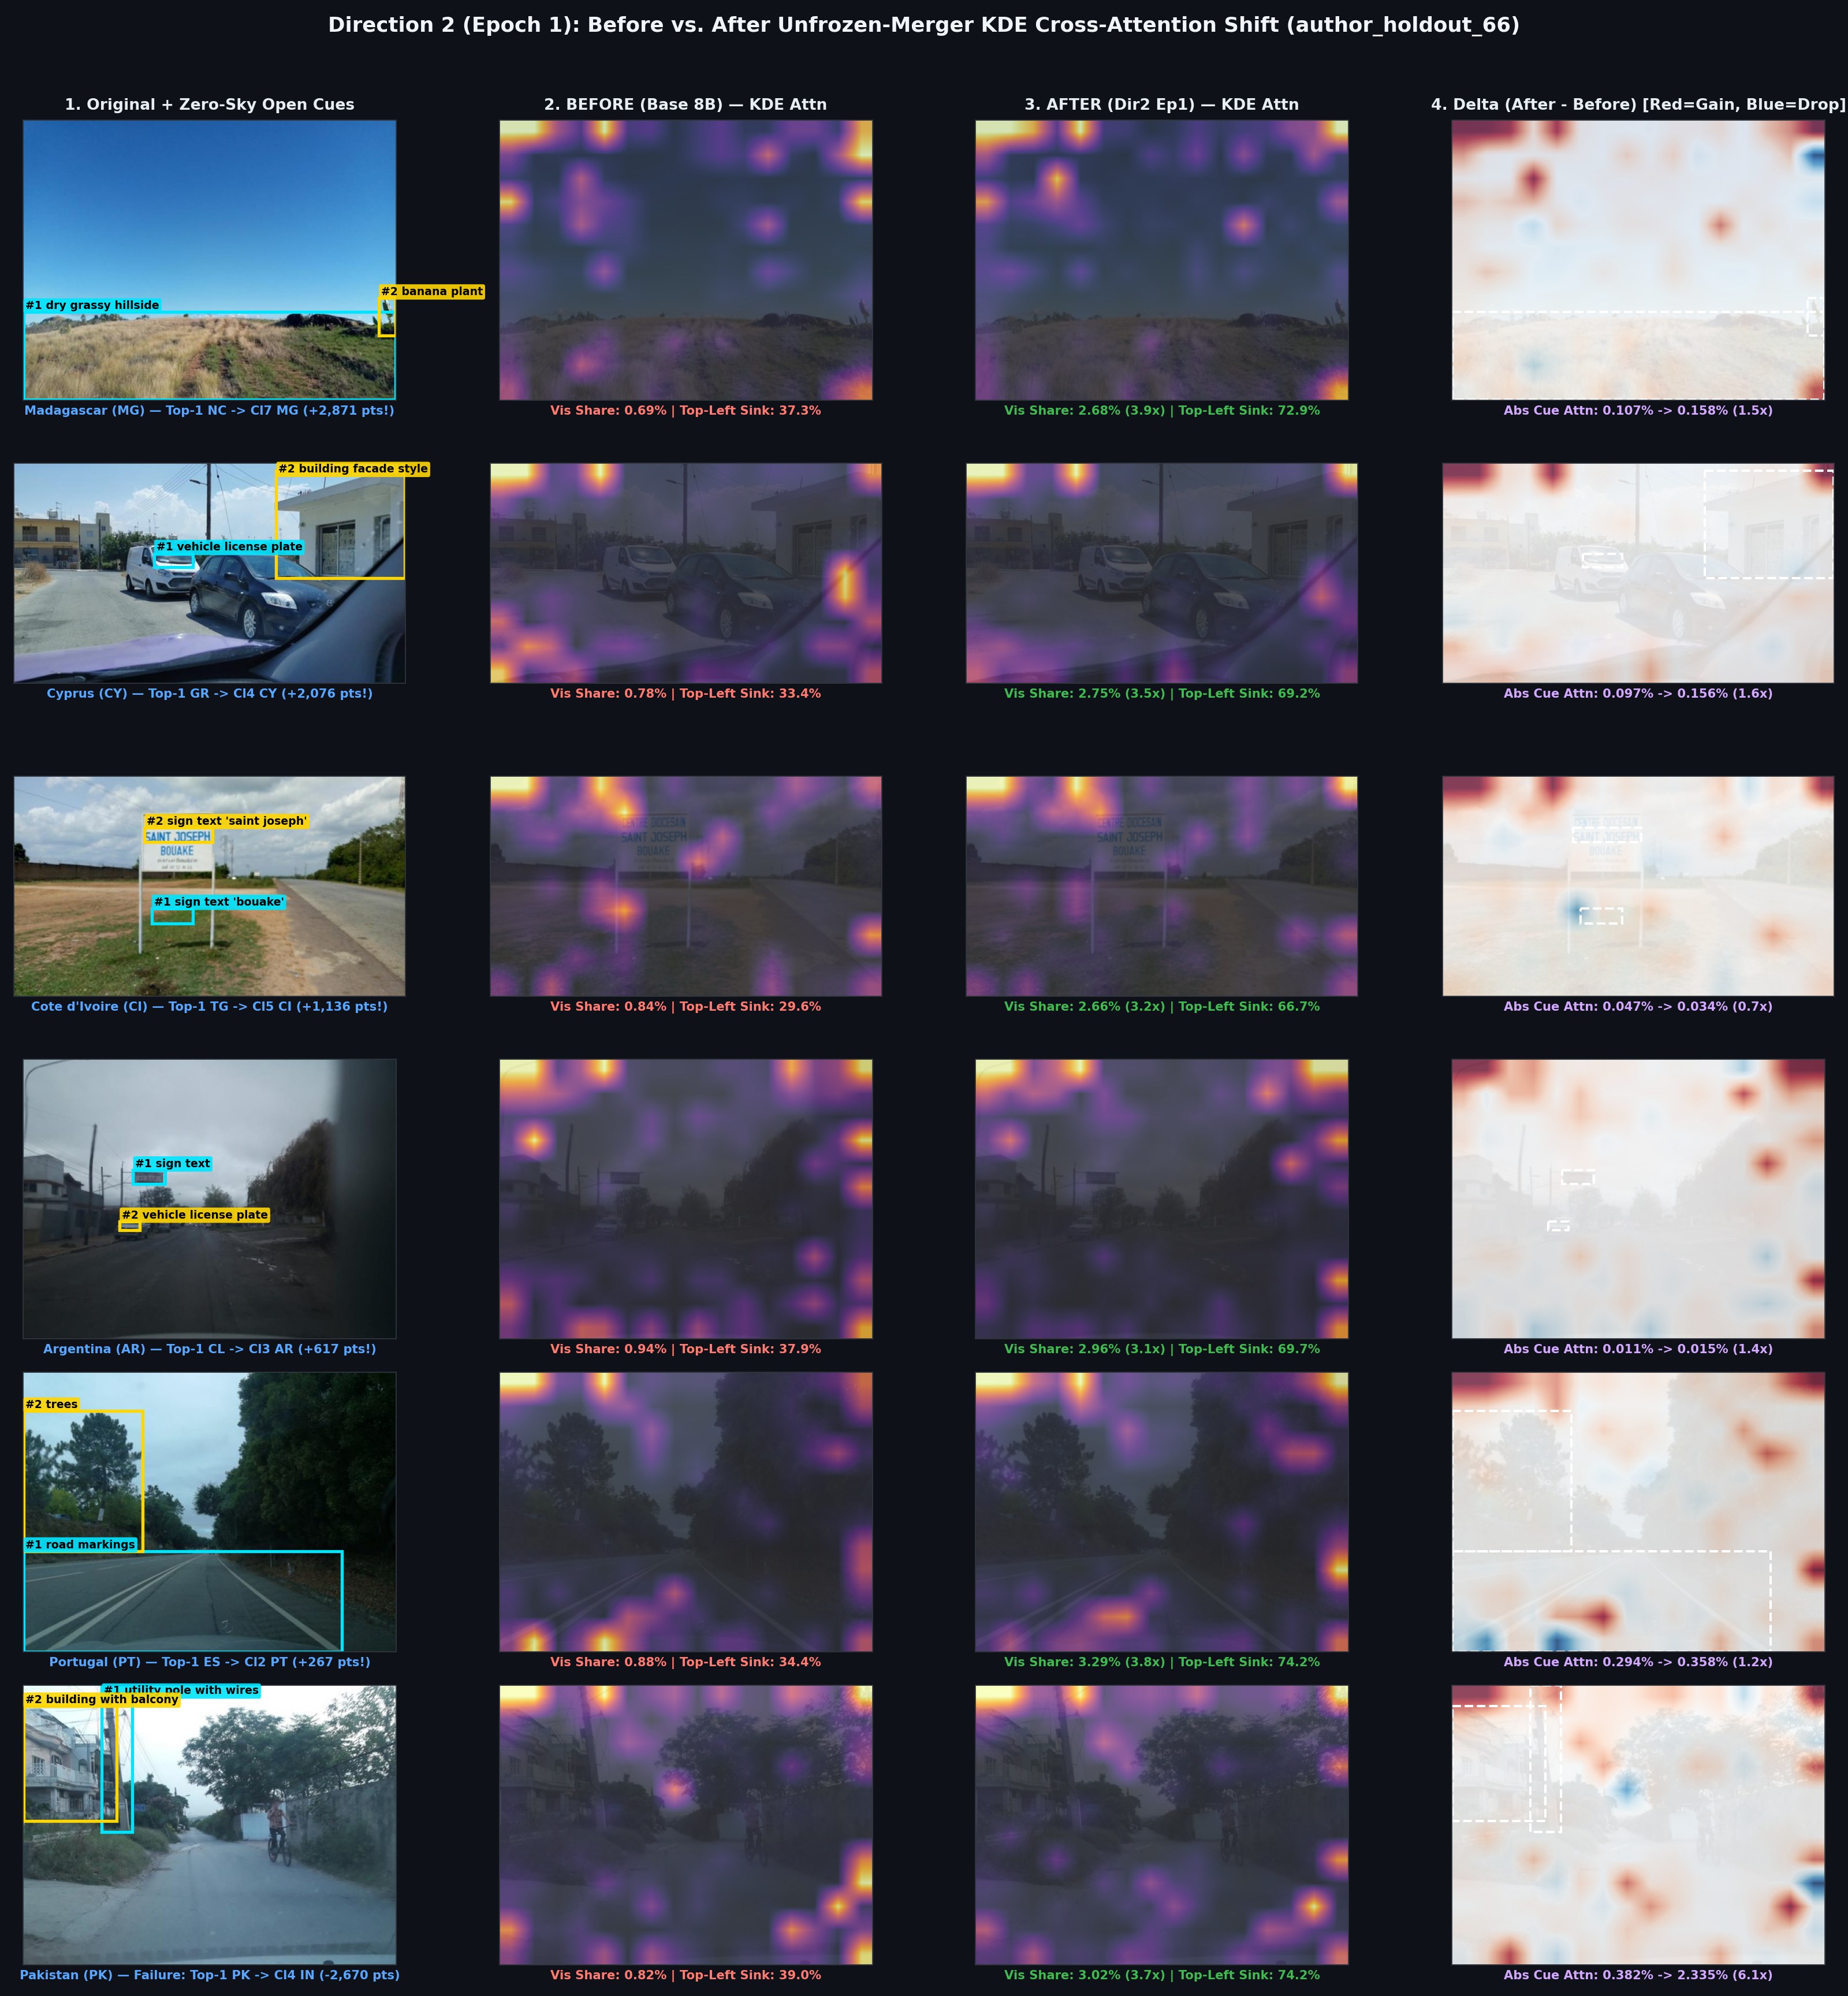 Direction 2 (Epoch 1): Before vs. After Unfrozen-Merger KDE Cross-Attention Shift (author_holdout_66)
1. Original + Zero-Sky Open Cues
2. BEFORE (Base 8B) — KDE Attn
3. AFTER (Dir2 Ep1) — KDE Attn
4. Delta (After - Before) [Red=Gain, Blue=Drop]
#2 banana plant
#1 dry grassy hillside
Madagascar (MG) — Top-1 NC -> CI7 MG (+2,871 pts!)
Vis Share: 0.69% | Top-Left Sink: 37.3%
Vis Share: 2.68% (3.9x) | Top-Left Sink: 72.9%
Abs Cue Attn: 0.107% -> 0.158% (1.5x)
#2 building facade style
#1 vehicle license plate
Cyprus (CY) — Top-1 GR -> CI4 CY (+2,076 pts!)
Vis Share: 0.78% | Top-Left Sink: 33.4%
Vis Share: 2.75% (3.5x) | Top-Left Sink: 69.2%
Abs Cue Attn: 0.097% -> 0.156% (1.6x)
#2 sign text 'saint joseph'
SAINT JOSEPH
BOUAKE
#1 sign text 'bouake'
CENTRE DIOCESAIN
SAINT JOSEPH
BOUAKE
CENTRE DIOCESAIN
SAINT JOSEPH
BOUAKE
Cote d'Ivoire (CI) — Top-1 TG -> CI5 CI (+1,136 pts!)
Vis Share: 0.84% | Top-Left Sink: 29.6%
Vis Share: 2.66% (3.2x) | Top-Left Sink: 66.7%
Abs Cue Attn: 0.047% -> 0.034% (0.7x)
#1 sign text
#2 vehicle license plate
Argentina (AR) — Top-1 CL -> CI3 AR (+617 pts!)
Vis Share: 0.94% | Top-Left Sink: 37.9%
Vis Share: 2.96% (3.1x) | Top-Left Sink: 69.7%
Abs Cue Attn: 0.011% -> 0.015% (1.4x)
#2 trees
#1 road markings
Portugal (PT) — Top-1 ES -> CI2 PT (+267 pts!)
Vis Share: 0.88% | Top-Left Sink: 34.4%
Vis Share: 3.29% (3.8x) | Top-Left Sink: 74.2%
Abs Cue Attn: 0.294% -> 0.358% (1.2x)
#1 utility pole with wires
#2 building with balcony
Pakistan (PK) — Failure: Top-1 PK -> CI4 IN (-2,670 pts)
Vis Share: 0.82% | Top-Left Sink: 39.0%
Vis Share: 3.02% (3.7x) | Top-Left Sink: 74.2%
Abs Cue Attn: 0.382% -> 2.335% (6.1x)